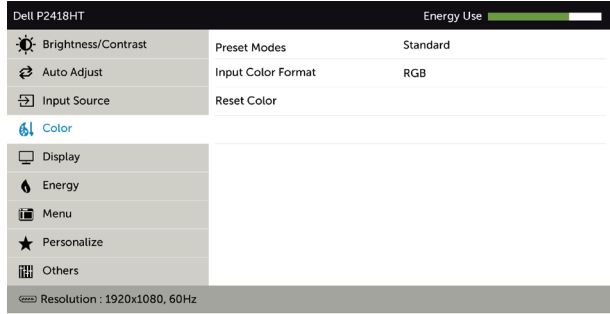 Dell P2418HT Energy Use
Brightness/Contrast Preset Modes Standard
Auto Adjust Input Color Format RGB
Input Source Reset Color
Color
Display
Energy
Menu
Personalize
Others
Resolution : 1920x1080, 60Hz